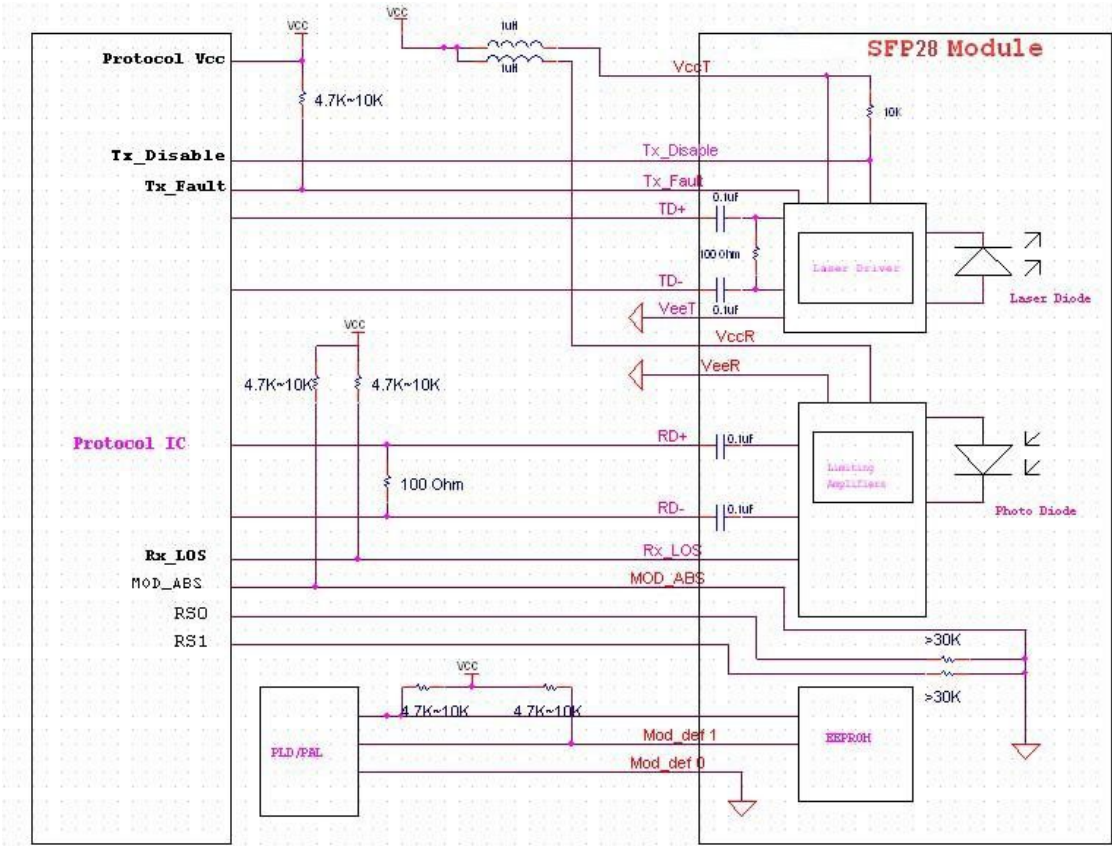 VCC
VCC
1uH
SFP28 Module
Protocol Vcc
VccT
1uH
4.7K~10K
10K
Tx_Disable
Tx_Disable
Tx_Fault
Tx_Fault
0.1uF
TD+
100 Ohm
Laser Driver
TD-
Laser Diode
VeeT
0.1uF
VCC
VccR
VeeR
4.7K~10K
4.7K~10K
Protocol IC
RD+
0.1uF
Limiting
Amplifiers
100 Ohm
RD-
0.1uF
Photo Diode
Rx_LOS
Rx_LOS
MOD_ABS
MOD_ABS
RS0
RS1
>30K
VCC
>30K
4.7K~10K
4.7K~10K
Mod_def 1
EEPROM
PLD/PAL
Mod_def 0